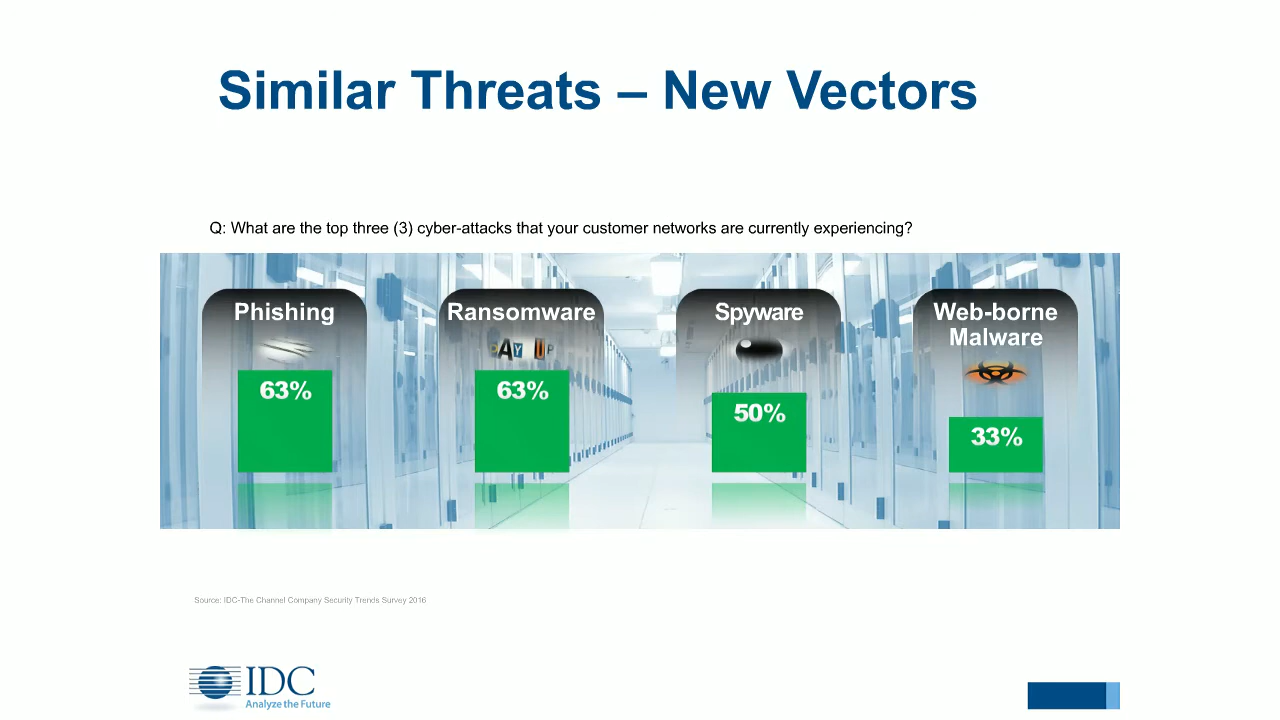 Similar Threats – New Vectors
Q: What are the top three (3) cyber-attacks that your customer networks are currently experiencing?
Phishing
Ransomware
Spyware
Web-borne
Malware
PAY UP
63%
63%
50%
33%
Source: IDC-The Channel Company Security Trends Survey 2016
IDC
Analyze the Future